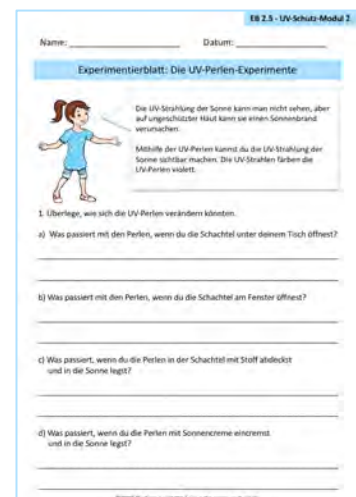 EB 2.5 - UV-Schutz-Modul 2
Name: Datum:
Experimentierblatt: Die UV-Perlen-Experimente
Die UV-Strahlung der Sonne kann man nicht sehen, aber
auf ungeschützter Haut kann sie einen Sonnenbrand
verursachen.
Mithilfe der UV-Perlen kannst du die UV-Strahlung der
Sonne sichtbar machen. Die UV-Strahlen färben die
UV-Perlen violett.
1. Überlege, wie sich die UV-Perlen verändern könnten.
a) Was passiert mit den Perlen, wenn du die Schachtel unter deinem Tisch öffnest?
b) Was passiert mit den Perlen, wenn du die Schachtel am Fenster öffnest?
c) Was passiert, wenn du die Perlen in der Schachtel mit Stoff abdeckst
und in die Sonne legst?
d) Was passiert, wenn du die Perlen mit Sonnencreme eincremst
und in die Sonne legst?